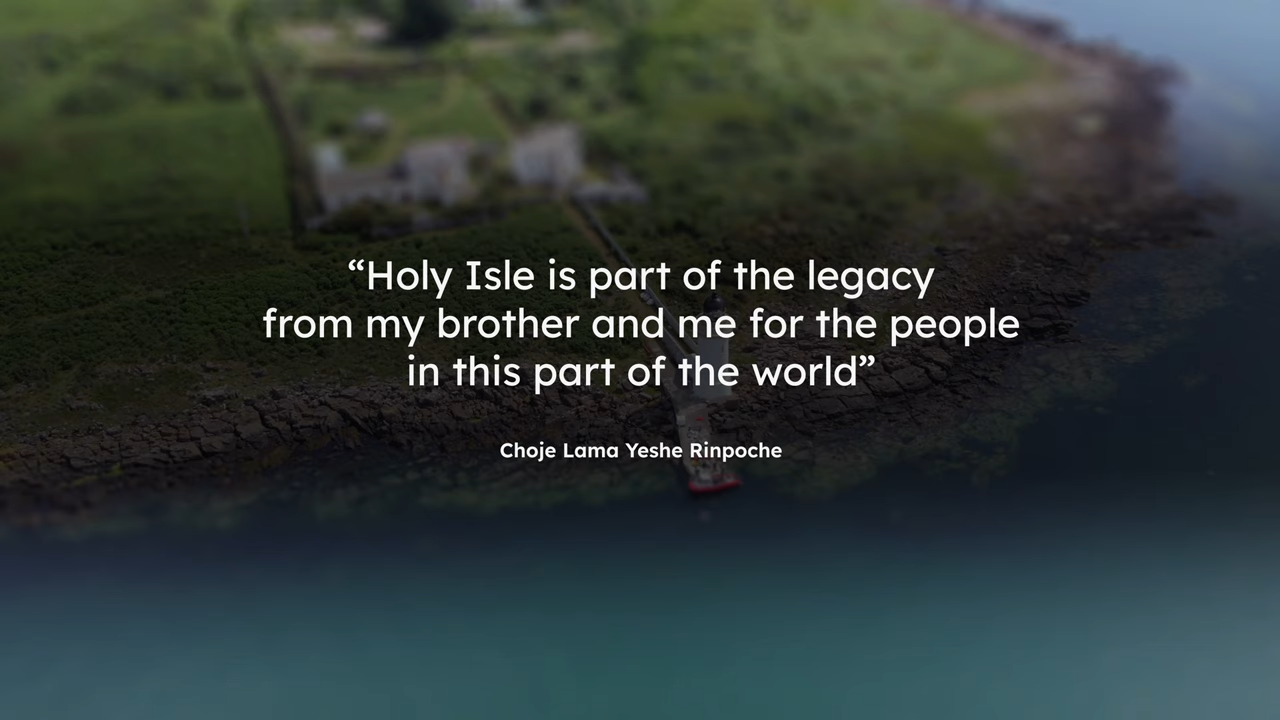 “Holy Isle is part of the legacy
from my brother and me for the people
in this part of the world”
Choje Lama Yeshe Rinpoche